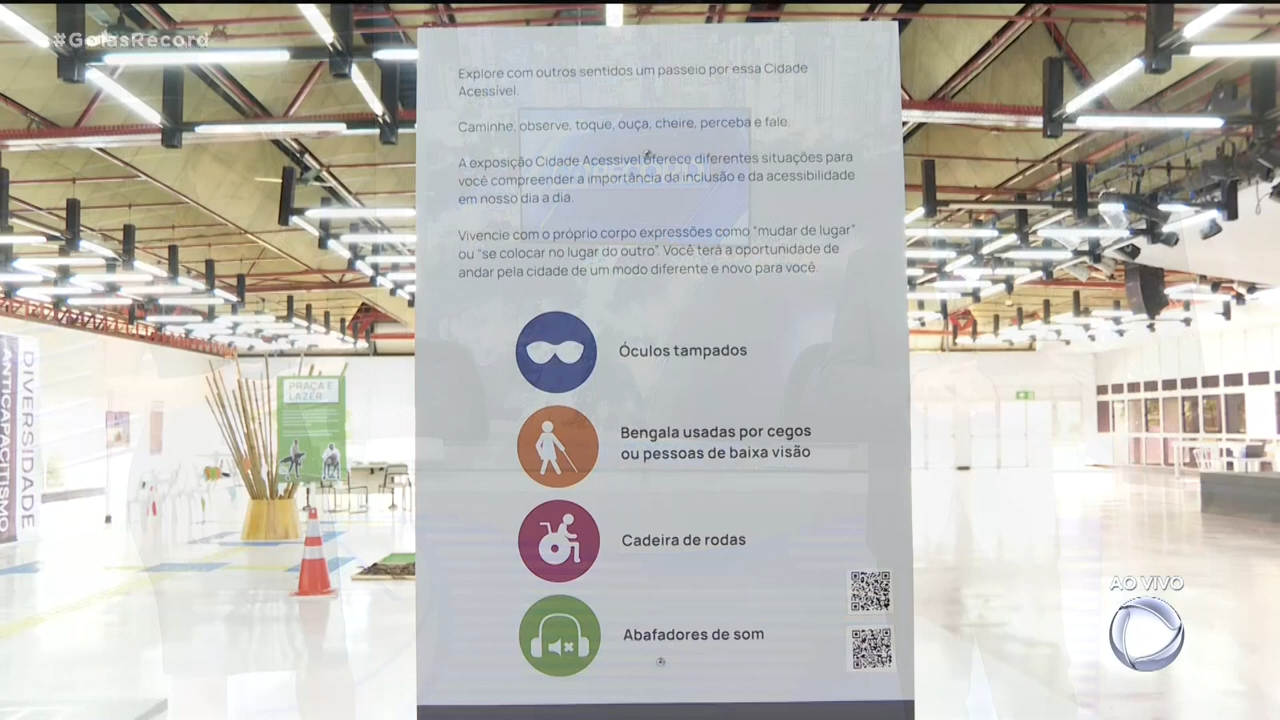 #GoiásRecord
Explore com outros sentidos um passeio por essa Cidade
Acessível.
Caminhe, observe, toque, ouça, cheire, perceba e fale.
A exposição Cidade Acessível oferece diferentes situações para
você compreender a importância da inclusão e da acessibilidade
em nosso dia a dia.
Vivencie com o próprio corpo expressões como “mudar de lugar”
ou “se colocar no lugar do outro”. Você terá a oportunidade de
andar pela cidade de um modo diferente e novo para você.
Óculos tampados
Bengala usadas por cegos
ou pessoas de baixa visão
Cadeira de rodas
Abafadores de som
DIVERSIDADE
ANTICAPACITISMO
PRAÇA E
LAZER
AO VIVO